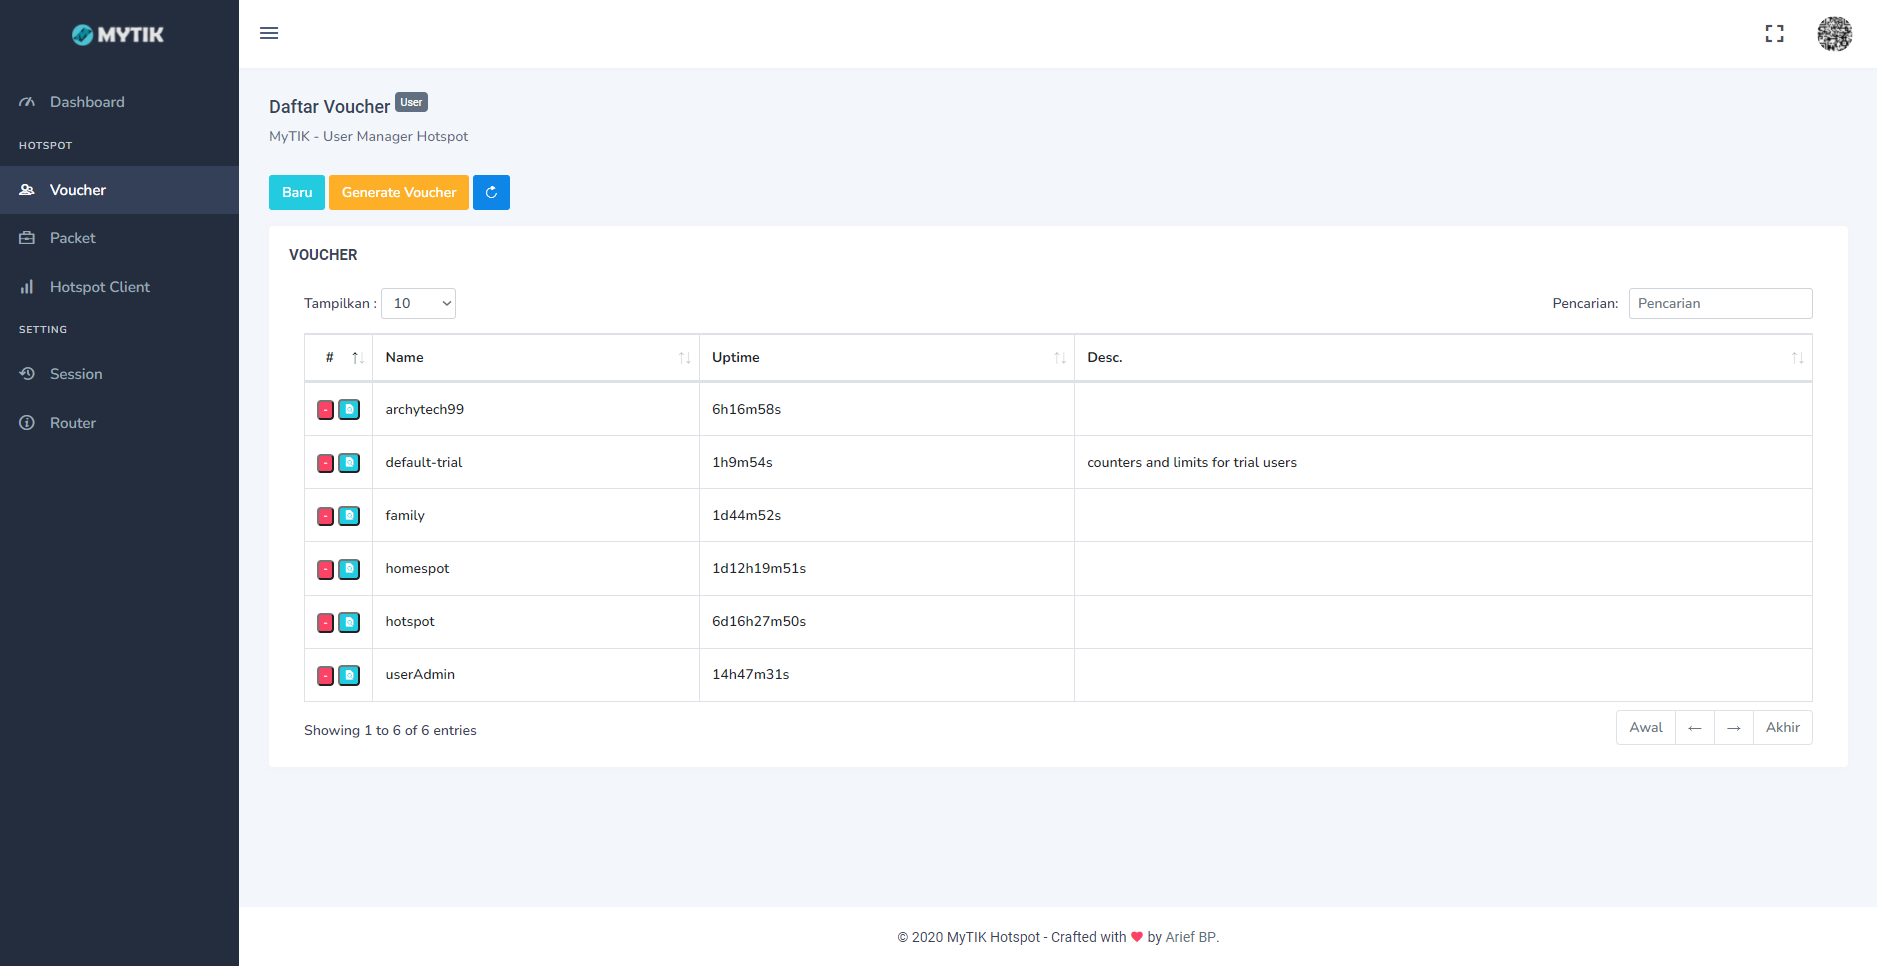 MYTIK
Dashboard
HOTSPOT
Voucher
Packet
Hotspot Client
SETTING
Session
Router
Daftar Voucher User
MyTIK - User Manager Hotspot
Baru Generate Voucher
VOUCHER
Tampilkan : 10 Pencarian: Pencarian
# Name Uptime Desc.
- archytech99 6h16m58s
- default-trial 1h9m54s counters and limits for trial users
- family 1d44m52s
- homespot 1d12h19m51s
- hotspot 6d16h27m50s
- userAdmin 14h47m31s
Showing 1 to 6 of 6 entries Awal ← → Akhir
© 2020 MyTIK Hotspot - Crafted with ❤ by Arief BP.